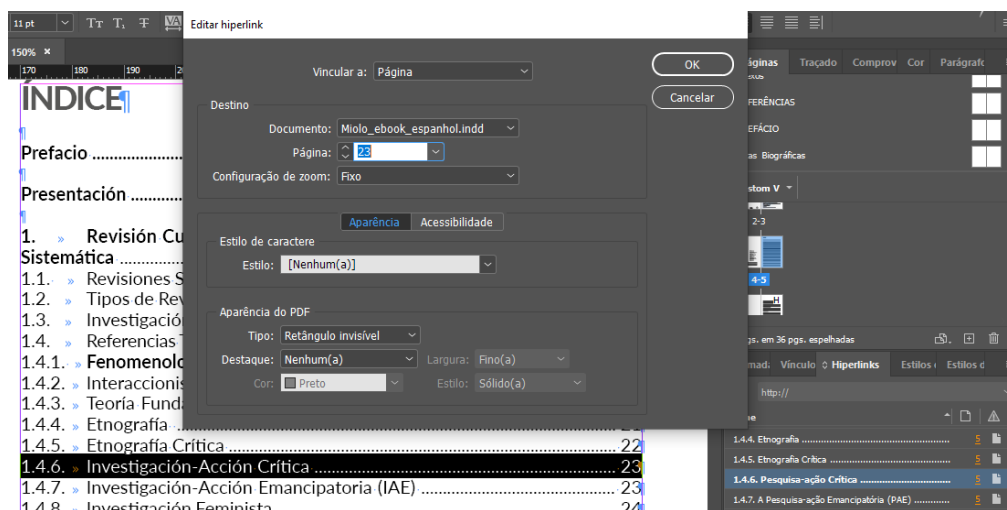 11 pt
Editar hiperlink
150%
170 180 190
Vincular a: Página
OK
Cancelar
Destino
Documento: Miolo_ebook_espanhol.indd
Página: 23
Configuração de zoom: Fixo
Aparência Acessibilidade
Estilo de caractere
Estilo: [Nenhum(a)]
Aparência do PDF
Tipo: Retângulo invisível
Destaque: Nenhum(a) Largura: Fino(a)
Cor: Preto Estilo: Sólido(a)
ÍNDICE¶
¶
Prefacio
¶
Presentación
¶
1. » Revisión Cu
Sistemática
1.1. » Revisiones S
1.2. » Tipos de Rev
1.3. » Investigació
1.4. » Referencias T
1.4.1. » Fenomenolo
1.4.2. » Interaccionis
1.4.3. » Teoría Funda
1.4.4. » Etnografía 21
1.4.5. » Etnografía Crítica 22¶
1.4.6. » Investigación-Acción Crítica 23
1.4.7. » Investigación-Acción Emancipatoria (IAE) 23¶
1.4.8. » Investigación Feminista 24
áginas Traçado Comprov Cor Parágrafo
exos
FERÊNCIAS
EFÁCIO
as Biográficas
stom V
2-3
4-5
H
gs. em 36 pgs. espelhadas
mad: Vínculo Hiperlinks Estilos Estilos d
http://
1.4.4. Etnografia 5
1.4.5. Etnografia Crítica 5
1.4.6. Pesquisa-ação Crítica 5
1.4.7. A Pesquisa-ação Emancipatória (PAE) 5